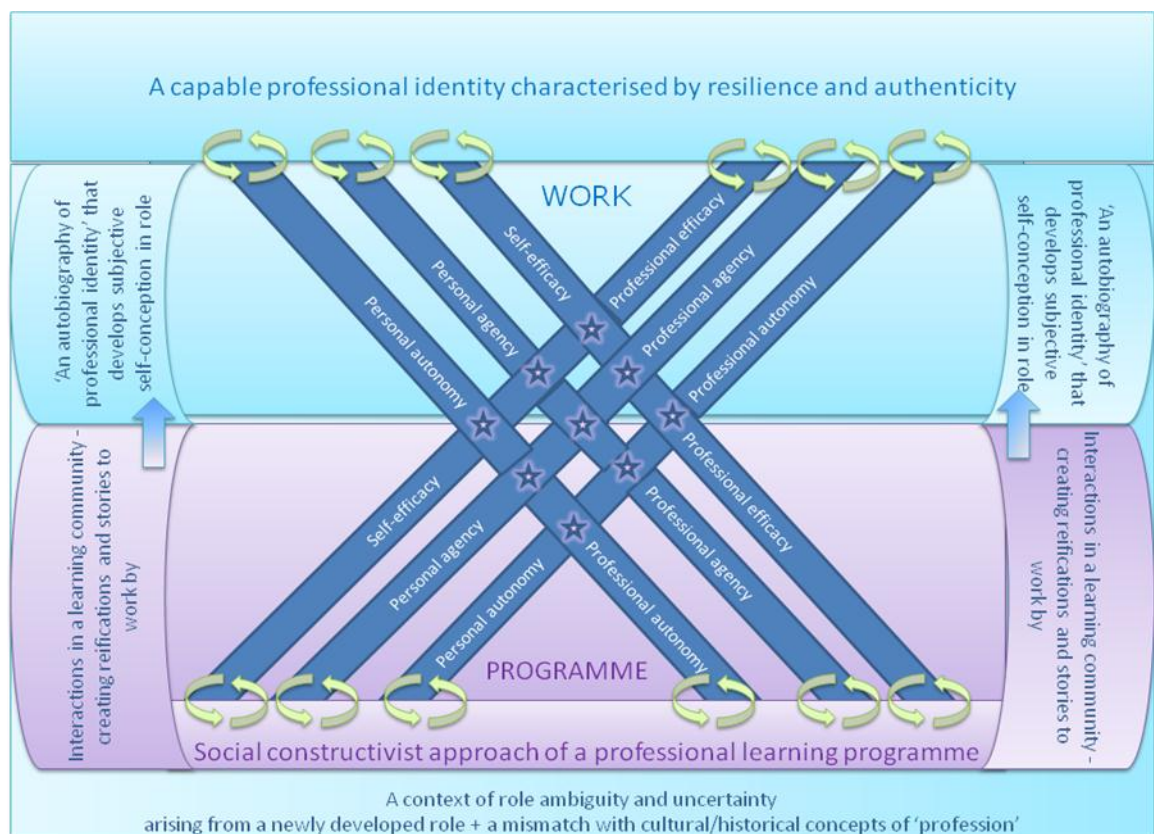 A capable professional identity characterised by resilience and authenticity
'An autobiography of
professional identity' that
develops subjective
self-conception in role
WORK
'An autobiography of
professional identity' that
develops subjective
self-conception in role
Self-efficacy
Professional efficacy
Personal agency
Professional agency
Personal autonomy
Professional autonomy
Interactions in a learning community -
creating reifications and stories to
work by
Self-efficacy
Professional efficacy
Personal agency
Professional agency
Personal autonomy
Professional autonomy
Interactions in a learning community -
creating reifications and stories to
work by
PROGRAMME
Social constructivist approach of a professional learning programme
A context of role ambiguity and uncertainty
arising from a newly developed role + a mismatch with cultural/historical concepts of 'profession'